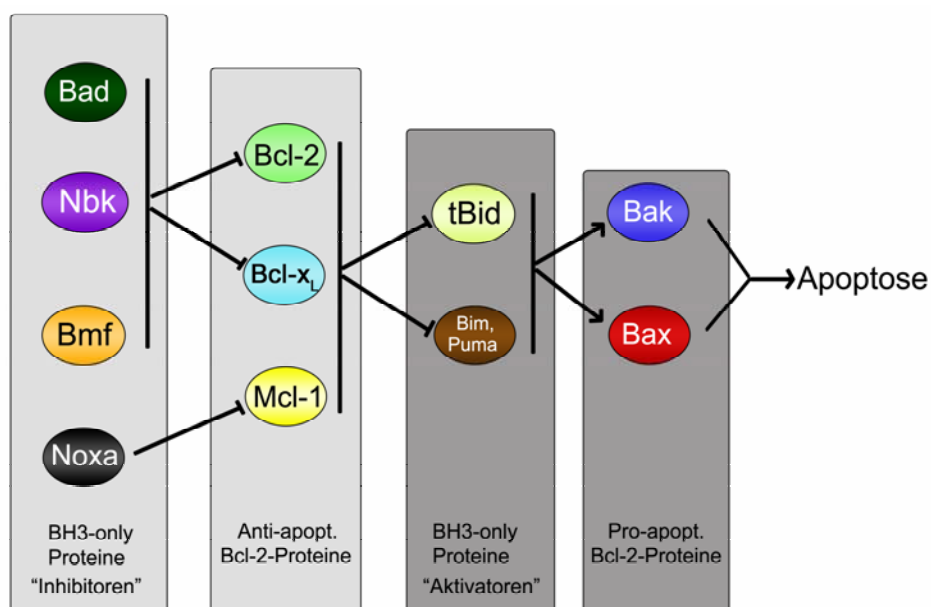 Bad
Nbk
Bmf
Noxa
BH3-only
Proteine
“Inhibitoren”
Bcl-2
Bcl-xL
Mcl-1
Anti-apopt.
Bcl-2-Proteine
tBid
Bim,
Puma
BH3-only
Proteine
“Aktivatoren”
Bak
Bax
Pro-apopt.
Bcl-2-Proteine
Apoptose